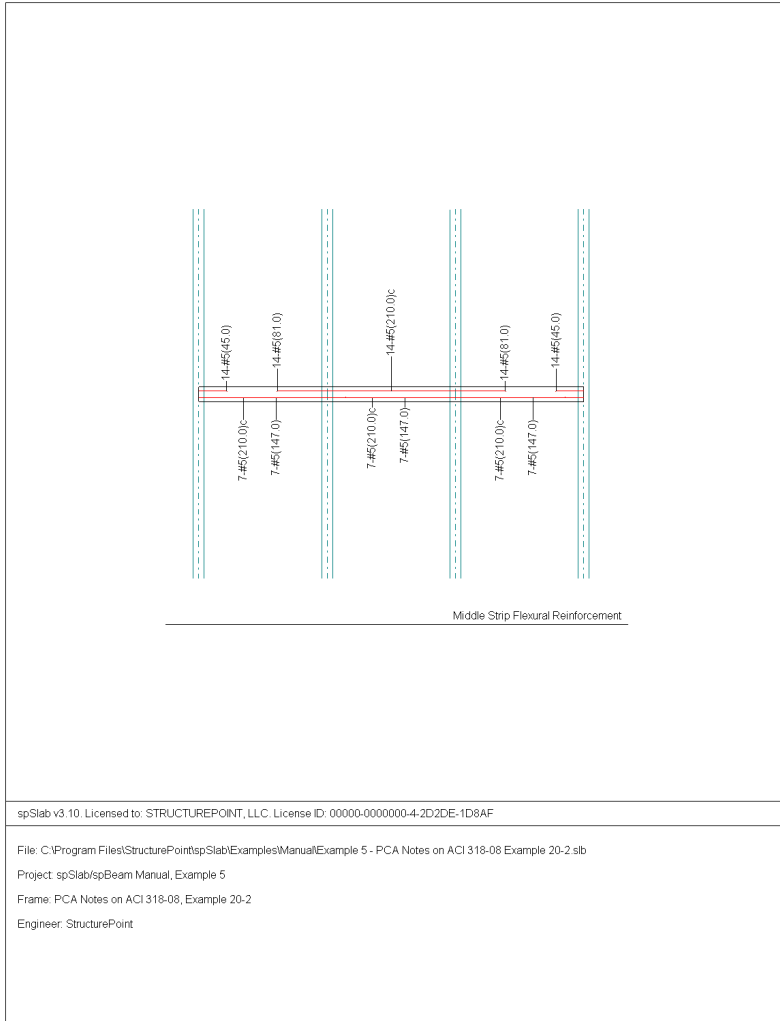 14-#5(45.0)
14-#5(81.0)
14-#5(210.0)c
14-#5(81.0)
14-#5(45.0)
7-#5(210.0)c
7-#5(147.0)
7-#5(210.0)c
7-#5(147.0)
7-#5(210.0)c
7-#5(147.0)
Middle Strip Flexural Reinforcement
spSlab v3.10. Licensed to: STRUCTUREPOINT, LLC. License ID: 00000-0000000-4-2D2DE-1D8AF
File: C:\Program Files\StructurePoint\spSlab\Examples\Manual\Example 5 - PCA Notes on ACI 318-08 Example 20-2.slb
Project: spSlab/spBeam Manual, Example 5
Frame: PCA Notes on ACI 318-08, Example 20-2
Engineer: StructurePoint